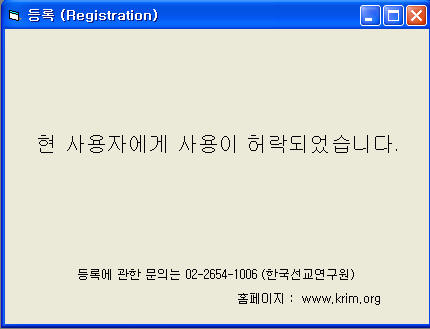 등록 (Registration)
현 사용자에게 사용이 허락되었습니다.
등록에 관한 문의는 02-2654-1006 (한국선교연구원)
홈페이지 : www.krim.org